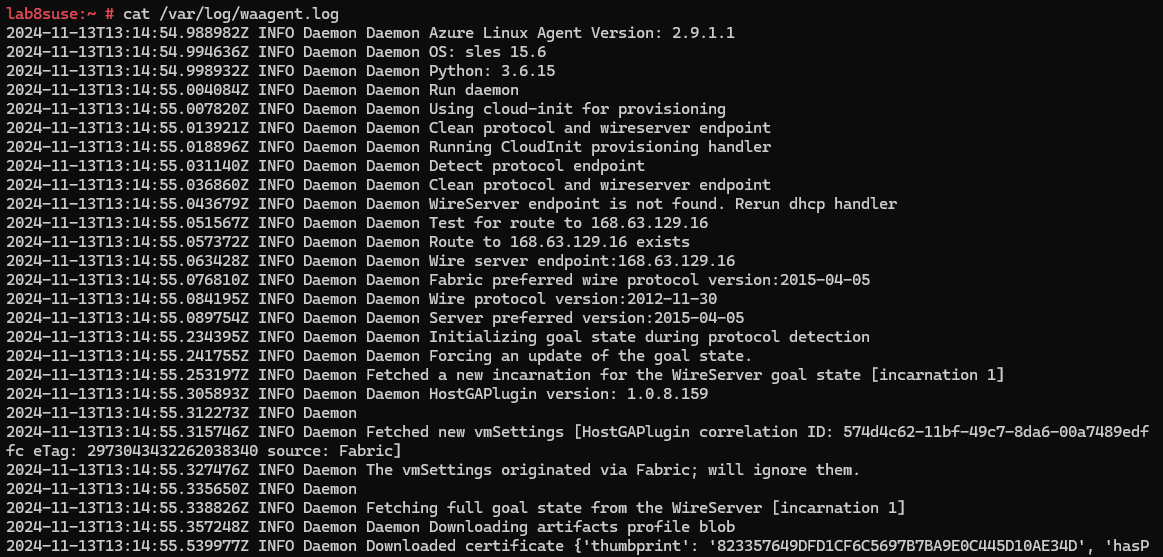 lab8suse:~ # cat /var/log/waagent.log
2024-11-13T13:14:54.988982Z INFO Daemon Daemon Azure Linux Agent Version: 2.9.1.1
2024-11-13T13:14:54.994636Z INFO Daemon Daemon OS: sles 15.6
2024-11-13T13:14:54.998932Z INFO Daemon Daemon Python: 3.6.15
2024-11-13T13:14:55.004084Z INFO Daemon Daemon Run daemon
2024-11-13T13:14:55.007820Z INFO Daemon Daemon Using cloud-init for provisioning
2024-11-13T13:14:55.013921Z INFO Daemon Daemon Clean protocol and wireserver endpoint
2024-11-13T13:14:55.018896Z INFO Daemon Daemon Running CloudInit provisioning handler
2024-11-13T13:14:55.031140Z INFO Daemon Daemon Detect protocol endpoint
2024-11-13T13:14:55.036860Z INFO Daemon Daemon Clean protocol and wireserver endpoint
2024-11-13T13:14:55.043679Z INFO Daemon Daemon WireServer endpoint is not found. Rerun dhcp handler
2024-11-13T13:14:55.051567Z INFO Daemon Daemon Test for route to 168.63.129.16
2024-11-13T13:14:55.057372Z INFO Daemon Daemon Route to 168.63.129.16 exists
2024-11-13T13:14:55.063428Z INFO Daemon Daemon Wire server endpoint:168.63.129.16
2024-11-13T13:14:55.076810Z INFO Daemon Daemon Fabric preferred wire protocol version:2015-04-05
2024-11-13T13:14:55.084195Z INFO Daemon Daemon Wire protocol version:2012-11-30
2024-11-13T13:14:55.089754Z INFO Daemon Daemon Server preferred version:2015-04-05
2024-11-13T13:14:55.234395Z INFO Daemon Daemon Initializing goal state during protocol detection
2024-11-13T13:14:55.241755Z INFO Daemon Daemon Forcing an update of the goal state.
2024-11-13T13:14:55.253197Z INFO Daemon Fetched a new incarnation for the WireServer goal state [incarnation 1]
2024-11-13T13:14:55.305893Z INFO Daemon Daemon HostGAPlugin version: 1.0.8.159
2024-11-13T13:14:55.312273Z INFO Daemon
2024-11-13T13:14:55.315746Z INFO Daemon Fetched new vmSettings [HostGAPlugin correlation ID: 574d4c62-11bf-49c7-8da6-00a7489edf
fc eTag: 2973043432262038340 source: Fabric]
2024-11-13T13:14:55.327476Z INFO Daemon The vmSettings originated via Fabric; will ignore them.
2024-11-13T13:14:55.335650Z INFO Daemon
2024-11-13T13:14:55.338826Z INFO Daemon Fetching full goal state from the WireServer [incarnation 1]
2024-11-13T13:14:55.357248Z INFO Daemon Daemon Downloading artifacts profile blob
2024-11-13T13:14:55.539977Z INFO Daemon Downloaded certificate {'thumbprint': '823357649DFD1CF6C5697B7BA9E0C445D10AE34D', 'hasP